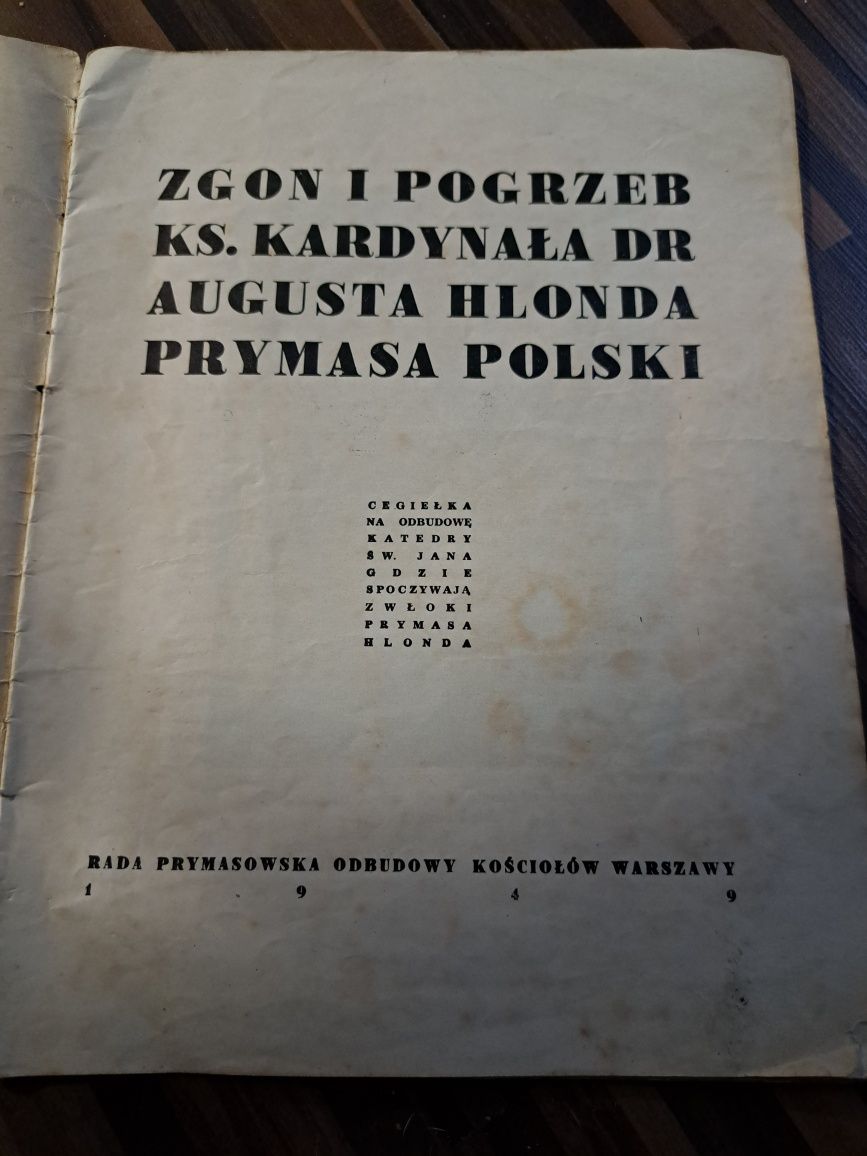 ZGON I POGRZEB
KS. KARDYNAŁA DR
AUGUSTA HLONDA
PRYMASA POLSKI
CEGIEŁKA
NA ODBUDOWĘ
KATEDRY
ŚW. JANA
GDZIE
SPOCZYWAJĄ
ZWŁOKI
PRYMASA
HLONDA
RADA PRYMASOWSKA ODBUDOWY KOŚCIOŁÓW WARSZAWY
1 9 4 9